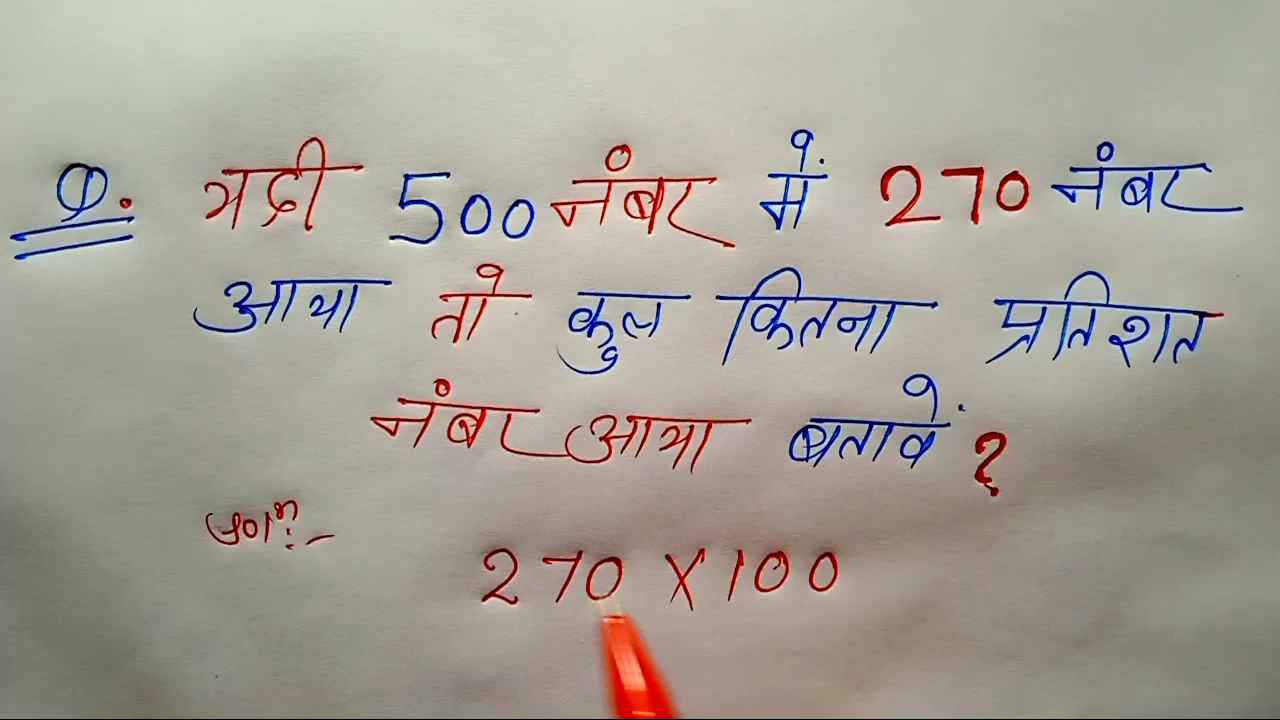 Q. यदी 500 नंबर में 270 नंबर
आया तो कुल कितना प्रतिशत
नंबर आया बतावें ?
Solⁿ:-
270 X 100